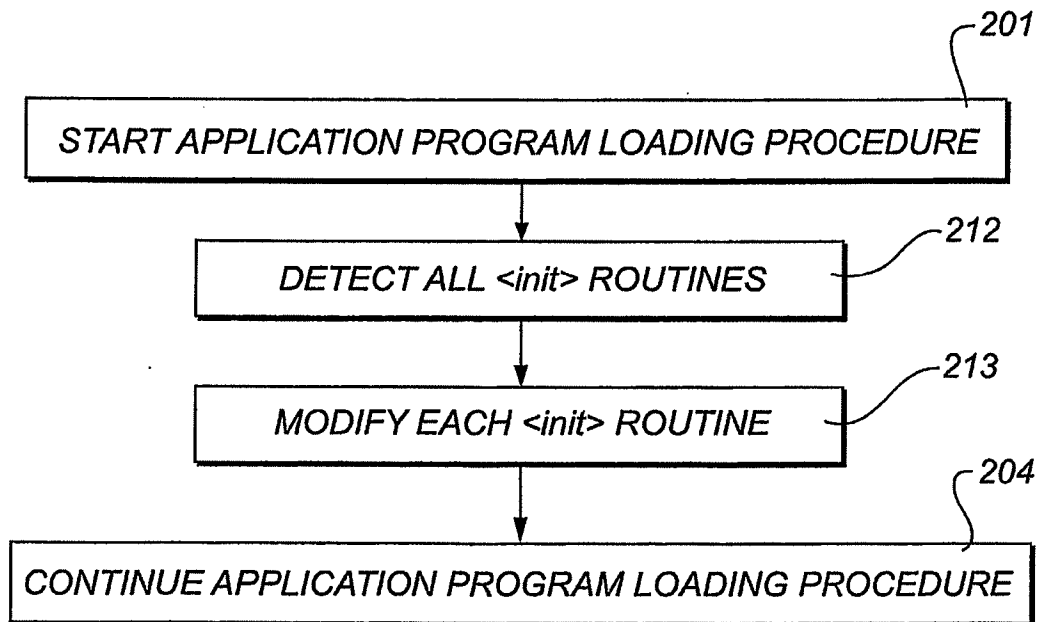 201
START APPLICATION PROGRAM LOADING PROCEDURE
212
DETECT ALL <init> ROUTINES
213
MODIFY EACH <init> ROUTINE
204
CONTINUE APPLICATION PROGRAM LOADING PROCEDURE